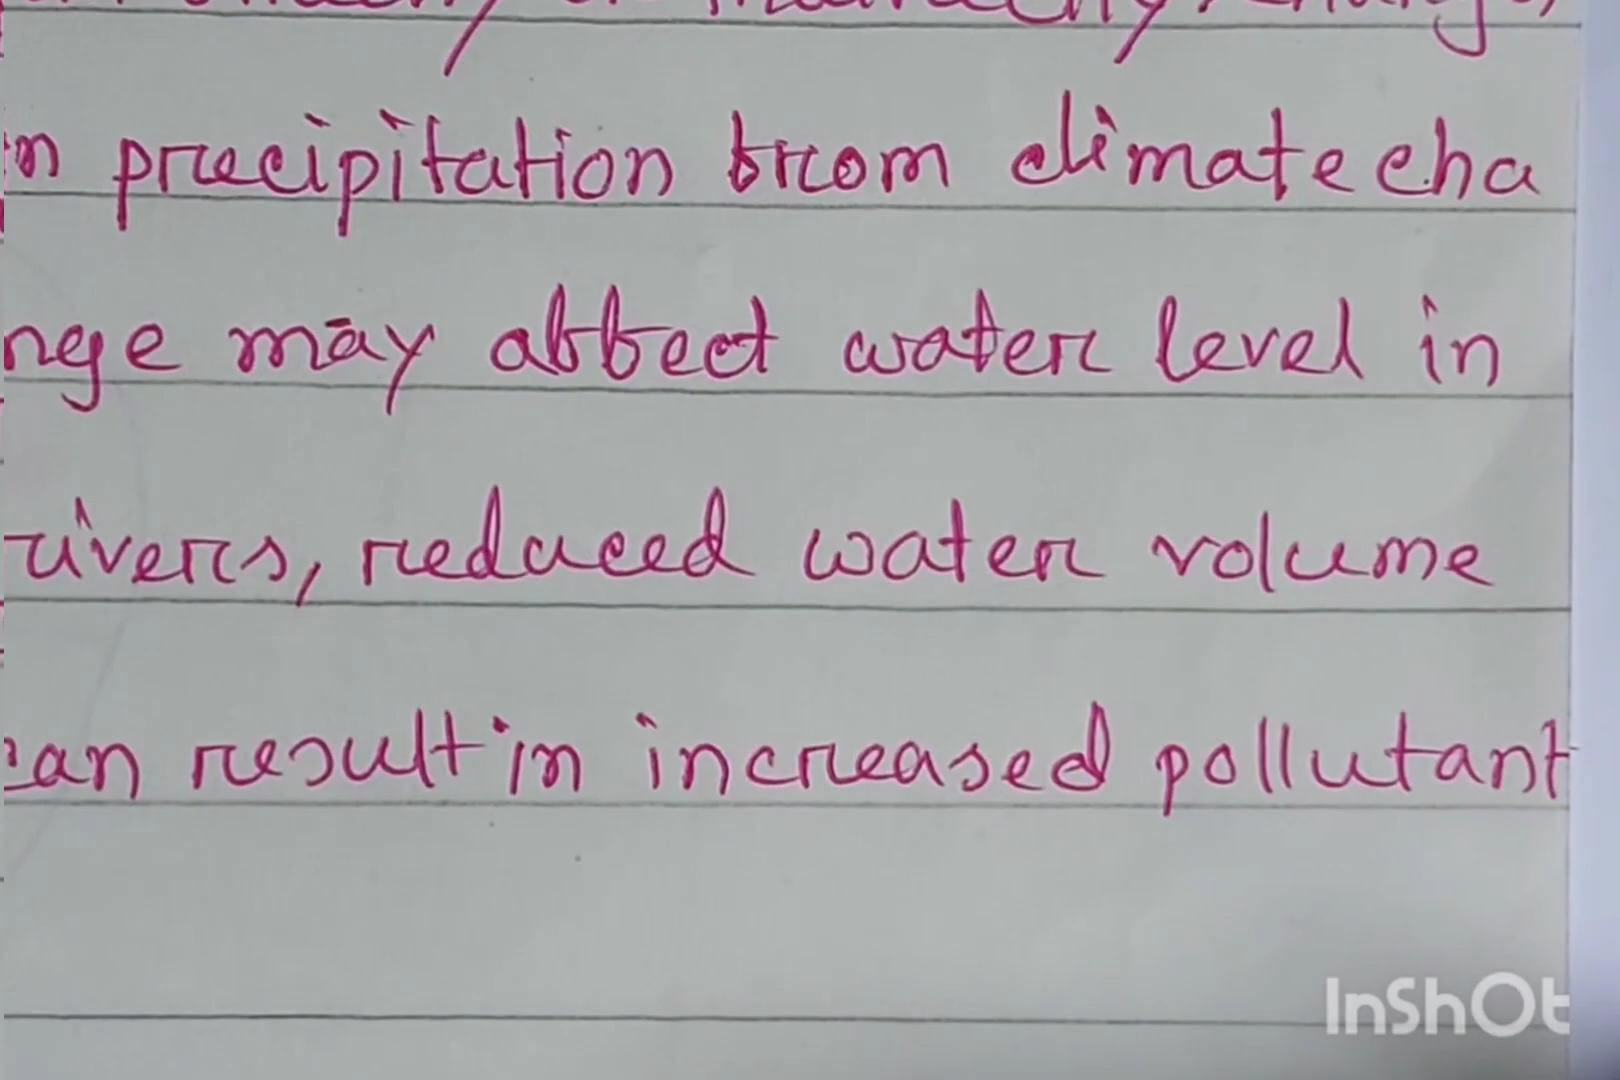 in precipitation from climate cha
nge may affect water level in
rivers, reduced water volume
can result in increased pollutant
InShOt